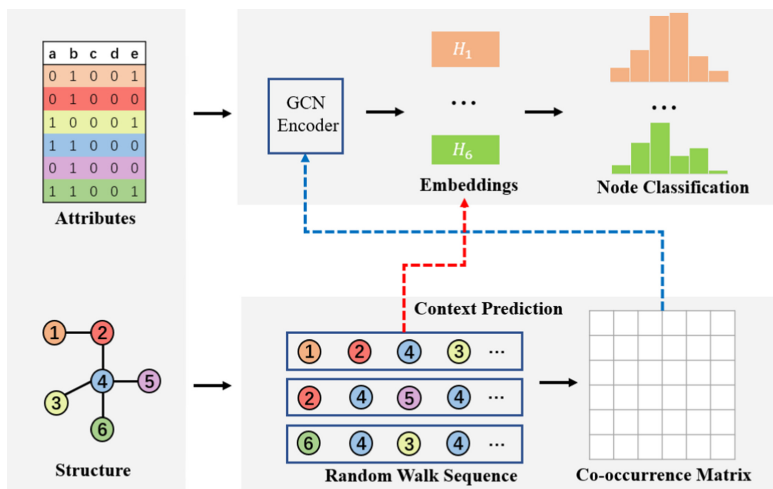 a b c d e
0 1 0 0 1
0 1 0 0 0
1 0 0 0 1
1 1 0 0 0
0 1 0 0 0
1 1 0 0 1
Attributes
GCN
Encoder
H1
...
H6
Embeddings
...
Node Classification
1 2
4 5
3
6
Structure
Context Prediction
1 2 4 3 ...
2 4 5 4 ...
6 4 3 4 ...
Random Walk Sequence
Co-occurrence Matrix